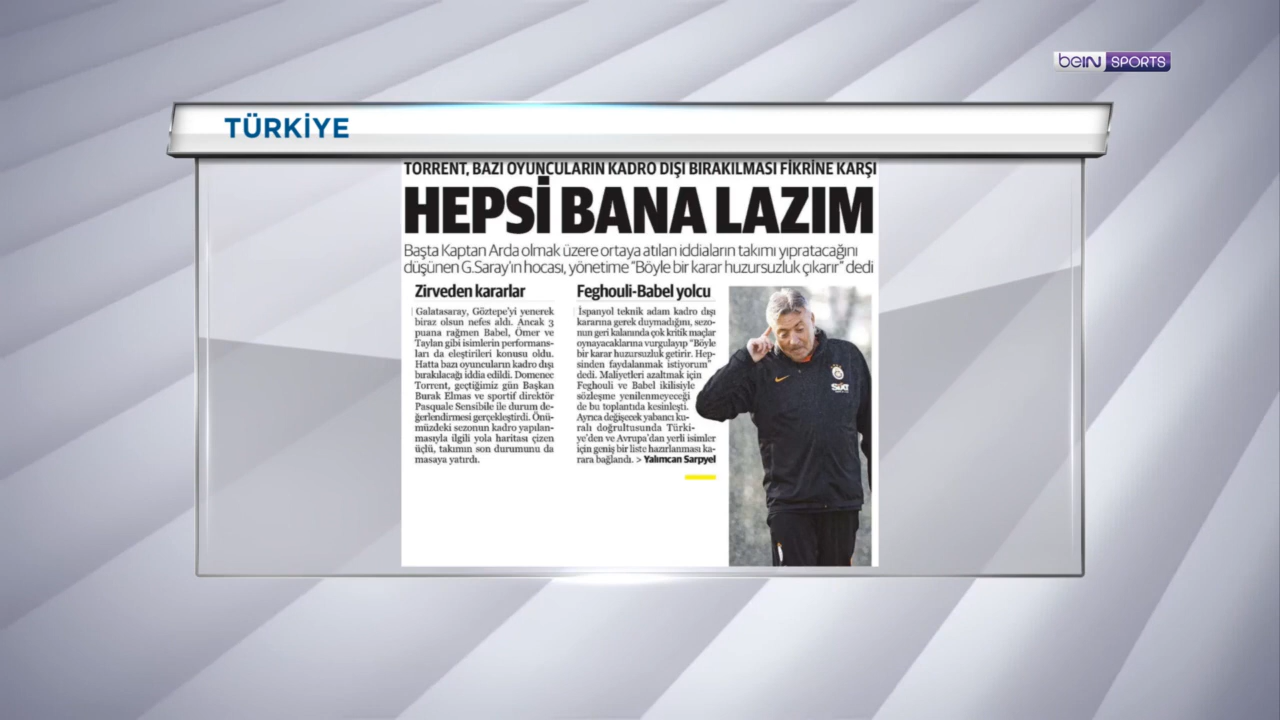 beIN SPORTS
TÜRKİYE
TORRENT, BAZI OYUNCULARIN KADRO DIŞI BIRAKILMASI FİKRİNE KARŞI
HEPSİ BANA LAZIM
Başta Kaptan Arda olmak üzere ortaya atılan iddiaların takımı yıpratacağını
düşünen G.Saray'ın hocası, yönetime "Böyle bir karar huzursuzluk çıkarır" dedi
Zirveden kararlar
Galatasaray, Göztepe'yi yenerek
biraz olsun nefes aldı. Ancak 3
puana rağmen Babel, Ömer ve
Taylan gibi isimlerin performans-
ları da eleştirileri konusu oldu.
Hatta bazı oyuncuların kadro dışı
bırakılacağı iddia edildi. Domenec
Torrent, geçtiğimiz gün Başkan
Burak Elmas ve sportif direktör
Pasquale Sensibile ile durum de-
ğerlendirmesi gerçekleştirdi. Önü-
müzdeki sezonun kadro yapılan-
masıyla ilgili yola haritası çizen
üçlü, takımın son durumunu da
masaya yatırdı.
Feghouli-Babel yolcu
İspanyol teknik adam kadro dışı
kararına gerek duymadığını, sezo-
nun geri kalanında çok kritik maçlar
oynayacaklarına vurgulayıp "Böyle
bir karar huzursuzluk getirir. Hep-
sinden faydalanmak istiyorum"
dedi. Maliyetleri azaltmak için
Feghouli ve Babel ikilisiyle
sözleşme yenilenmeyeceği
de bu toplantıda kesinleşti.
Ayrıca değişecek yabancı ku-
ralı doğrultusunda Türki-
ye'den ve Avrupa'dan yerli isimler
için geniş bir liste hazırlanması ka-
rara bağlandı. > Yalımcan Sarpyel
Sixt